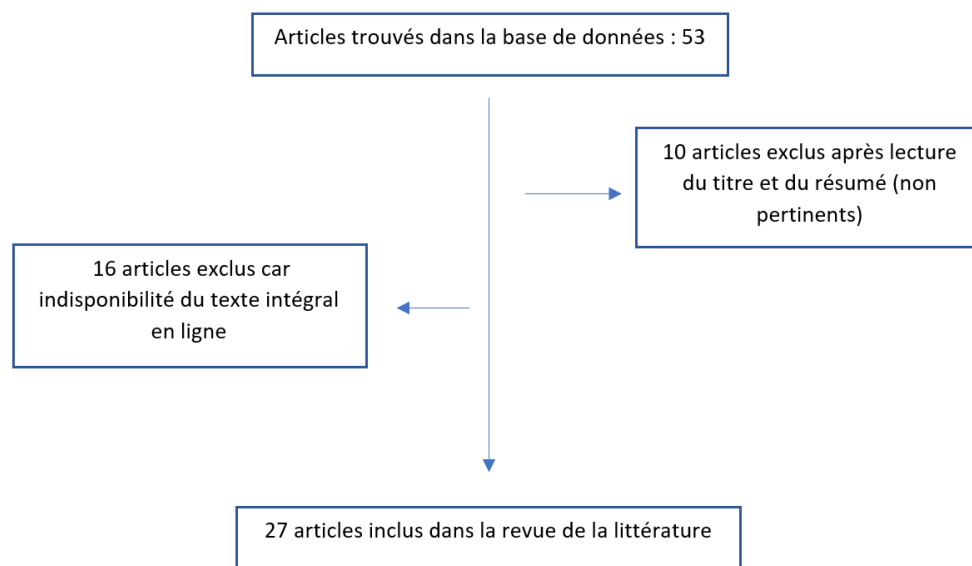 Articles trouvés dans la base de données : 53
10 articles exclus après lecture
du titre et du résumé (non
pertinents)
16 articles exclus car
indisponibilité du texte intégral
en ligne
27 articles inclus dans la revue de la littérature